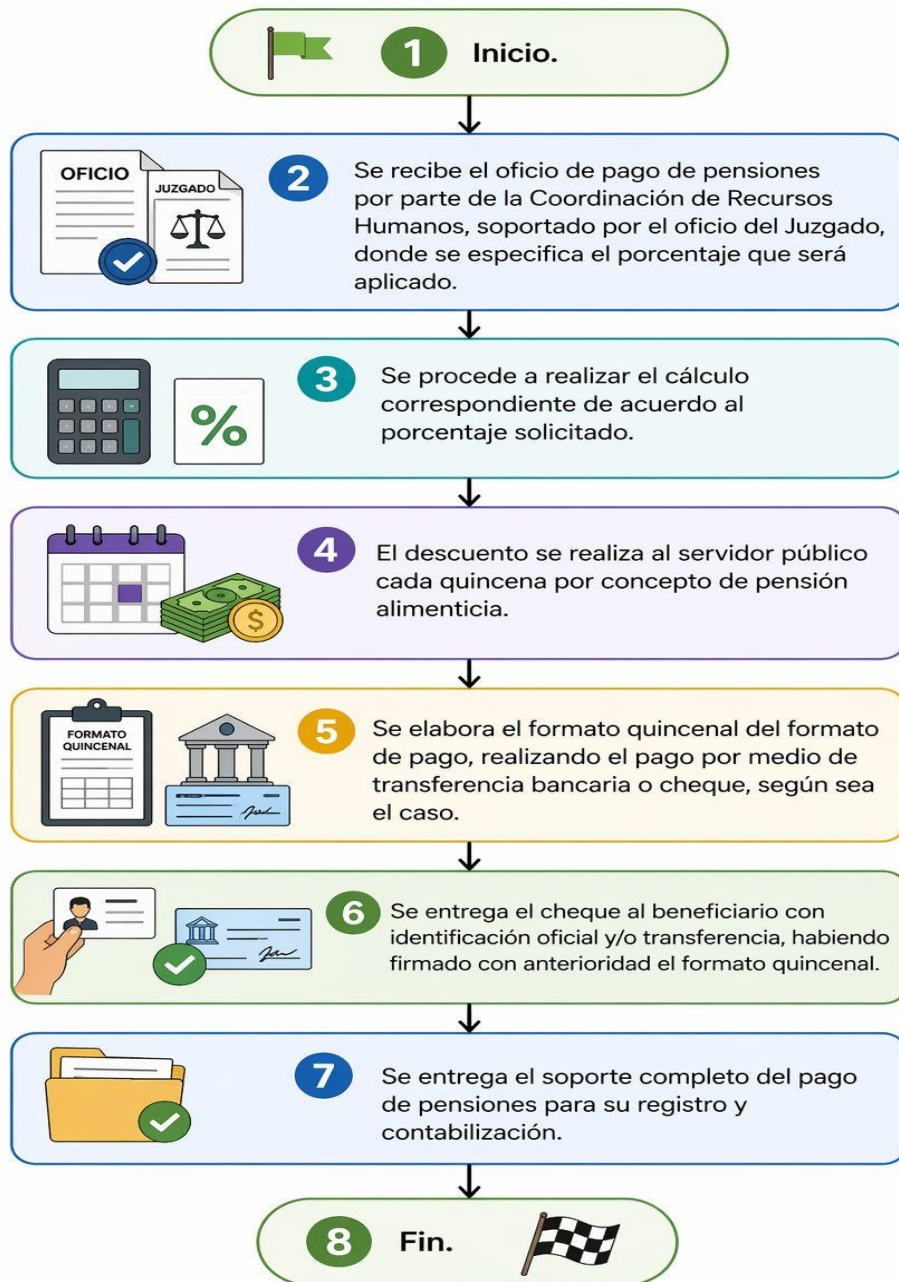 1 Inicio.
OFICIO
JUZGADO
2
Se recibe el oficio de pago de pensiones
por parte de la Coordinación de Recursos
Humanos, soportado por el oficio del Juzgado,
donde se especifica el porcentaje que será
aplicado.
%
3
Se procede a realizar el cálculo
correspondiente de acuerdo al
porcentaje solicitado.
$
4
El descuento se realiza al servidor público
cada quincena por concepto de pensión
alimenticia.
FORMATO
QUINCENAL
5
Se elabora el formato quincenal del formato
de pago, realizando el pago por medio de
transferencia bancaria o cheque, según sea
el caso.
6
Se entrega el cheque al beneficiario con
identificación oficial y/o transferencia, habiendo
firmado con anterioridad el formato quincenal.
7
Se entrega el soporte completo del pago
de pensiones para su registro y
contabilización.
8 Fin.